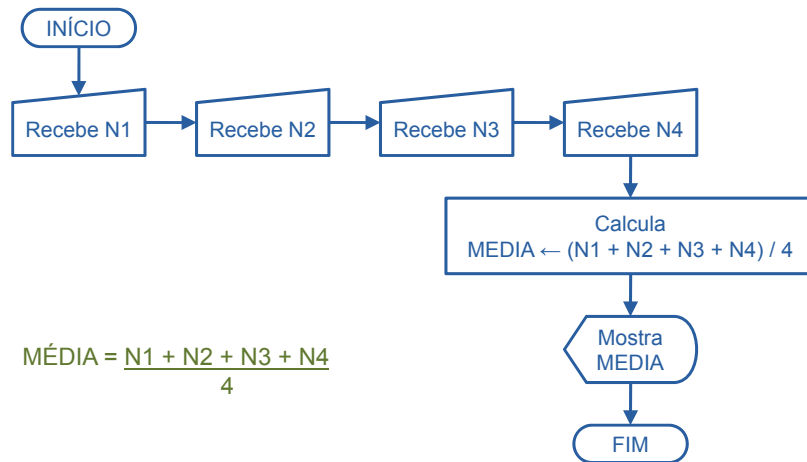 INÍCIO
Recebe N1
Recebe N2
Recebe N3
Recebe N4
Calcula
MEDIA ← (N1 + N2 + N3 + N4) / 4
Mostra
MEDIA
FIM
MÉDIA = N1 + N2 + N3 + N4
4